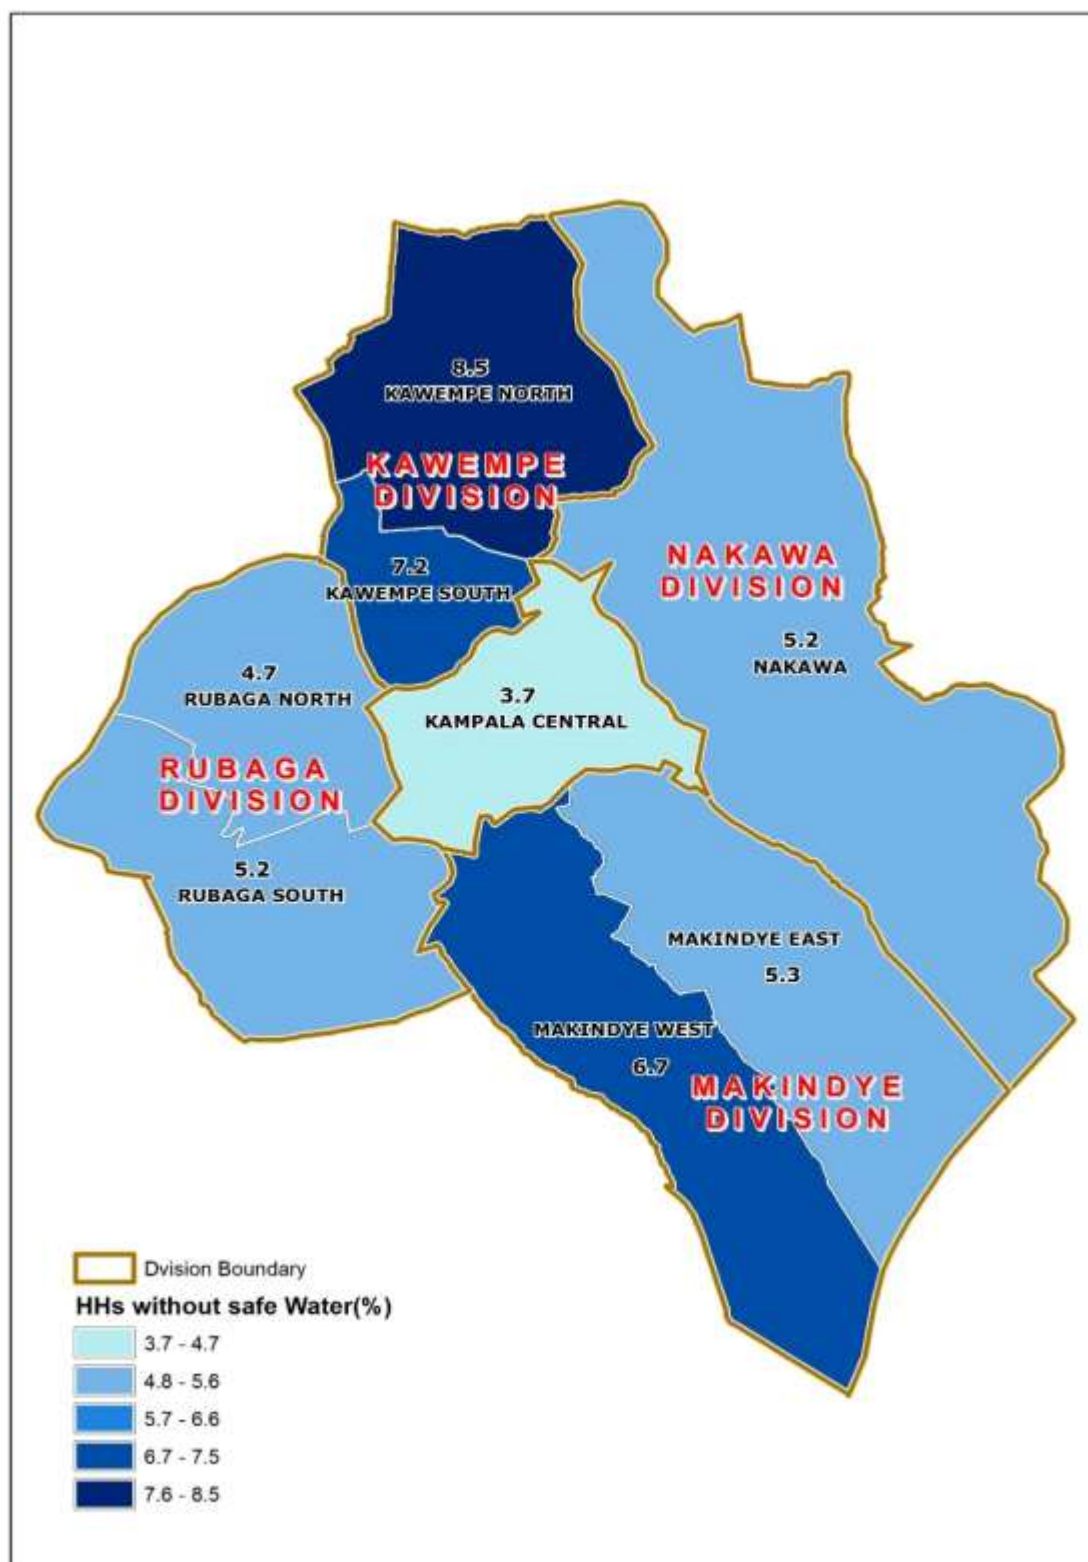 8.5
KAWEMPE NORTH
KAWEMPE
DIVISION
7.2
KAWEMPE SOUTH
NAKAWA
DIVISION
5.2
NAKAWA
4.7
RUBAGA NORTH
3.7
KAMPALA CENTRAL
RUBAGA
DIVISION
5.2
RUBAGA SOUTH
MAKINDYE EAST
5.3
MAKINDYE WEST
6.7
MAKINDYE
DIVISION
Dvision Boundary
HHs without safe Water(%)
3.7 - 4.7
4.8 - 5.6
5.7 - 6.6
6.7 - 7.5
7.6 - 8.5